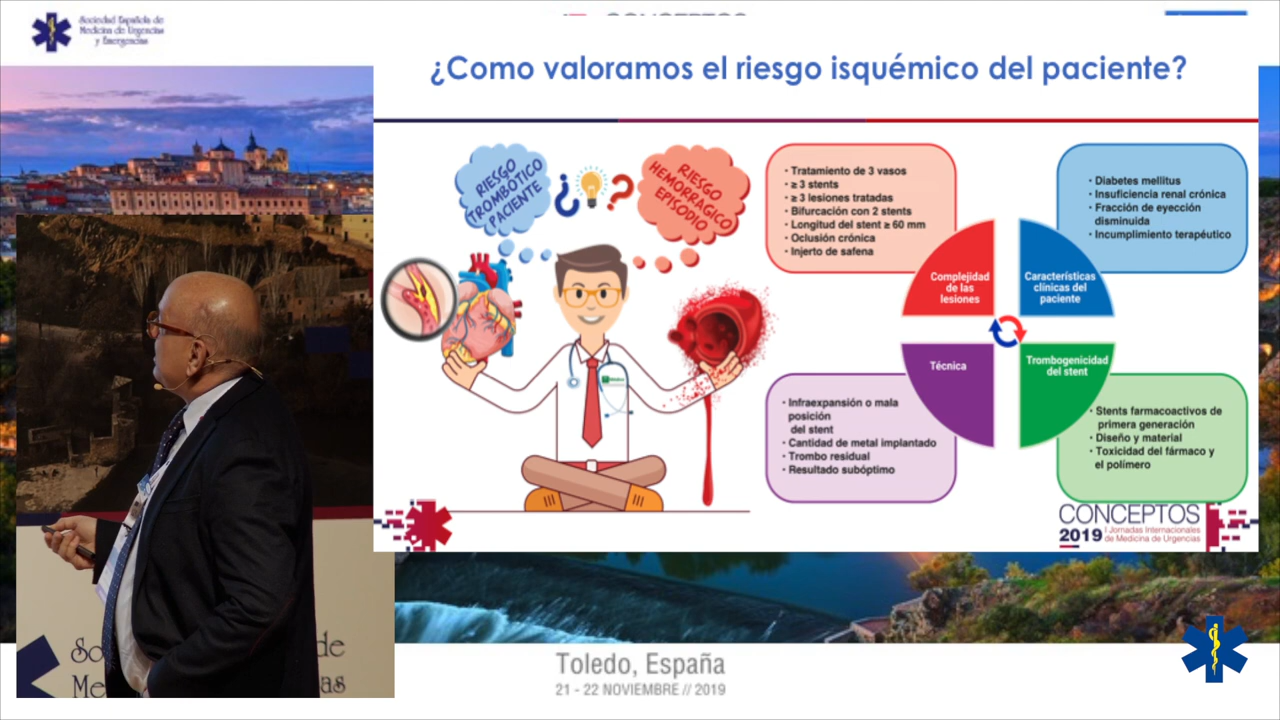 Sociedad Española de
Medicina de Urgencias
y Emergencias
CONCEPTOS
¿Como valoramos el riesgo isquémico del paciente?
RIESGO
TROMBÓTICO
PACIENTE
¿
?
RIESGO
HEMORRAGICO
EPISODIO
• Tratamiento de 3 vasos
• ≥ 3 stents
• ≥ 3 lesiones tratadas
• Bifurcación con 2 stents
• Longitud del stent ≥ 60 mm
• Oclusión crónica
• Injerto de safena
• Diabetes mellitus
• Insuficiencia renal crónica
• Fracción de eyección
disminuida
• Incumplimiento terapéutico
Complejidad
de las
lesiones
Características
clínicas del
paciente
Técnica
Trombogenicidad
del stent
• Infraexpansión o mala
posición
del stent
• Cantidad de metal implantado
• Trombo residual
• Resultado subóptimo
• Stents farmacoactivos de
primera generación
• Diseño y material
• Toxicidad del fármaco y
el polímero
CONCEPTOS
2019 I Jornadas Internacionales
de Medicina de Urgencias
So
de
Me
as
Toledo, España
21 - 22 NOVIEMBRE // 2019